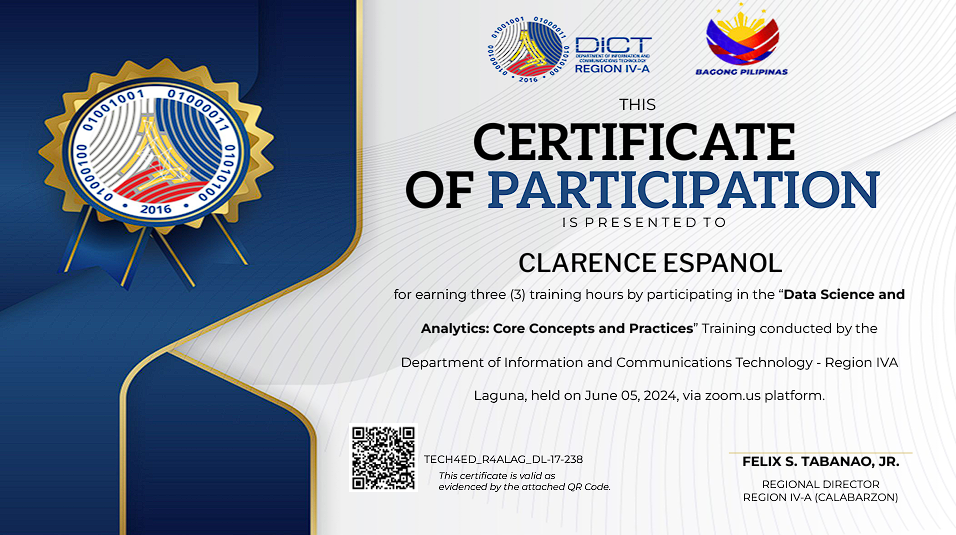 01001001 01000011
01000100 01010100
• 2016 •
DICT
DEPARTMENT OF INFORMATION AND
COMMUNICATIONS TECHNOLOGY
REGION IV-A
BAGONG PILIPINAS
01001001 01000011
01000100 01010100
• 2016 •
THIS
CERTIFICATE
OF PARTICIPATION
IS PRESENTED TO
CLARENCE ESPANOL
for earning three (3) training hours by participating in the “Data Science and
Analytics: Core Concepts and Practices” Training conducted by the
Department of Information and Communications Technology - Region IVA
Laguna, held on June 05, 2024, via zoom.us platform.
TECH4ED_R4ALAG_DL-17-238
This certificate is valid as
evidenced by the attached QR Code.
FELIX S. TABANAO, JR.
REGIONAL DIRECTOR
REGION IV-A (CALABARZON)